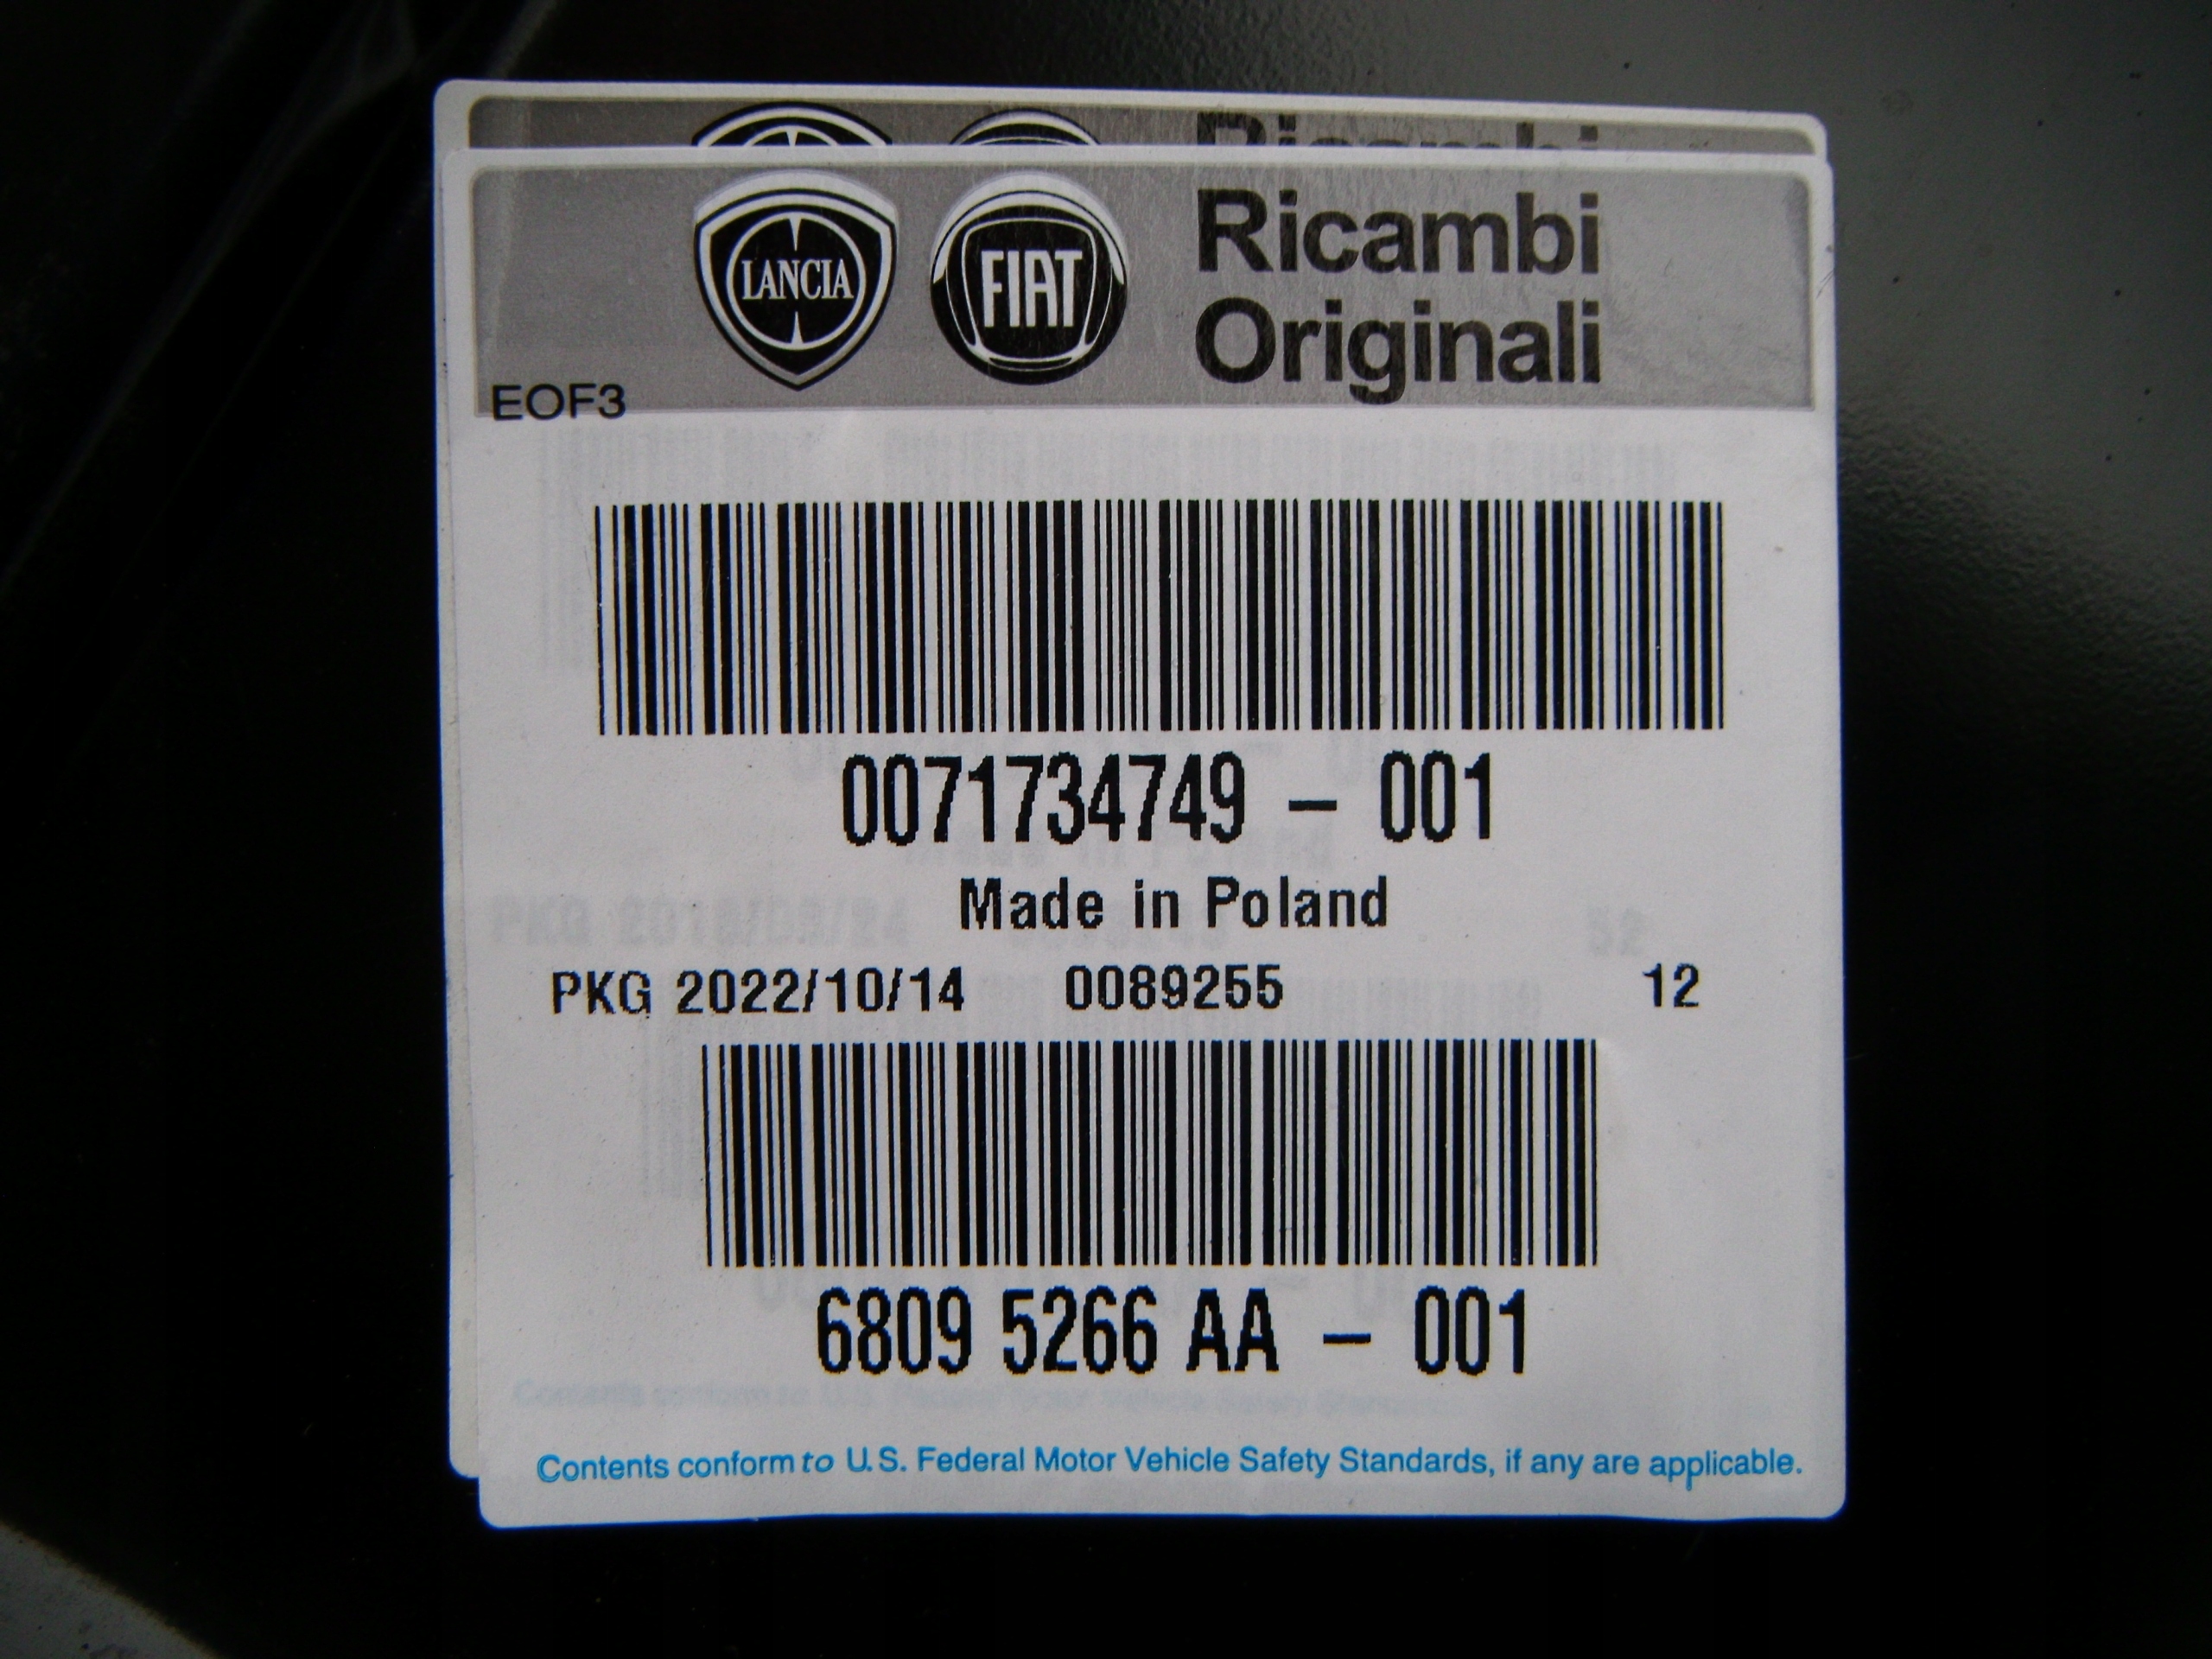 Ricambi
LANCIA FIAT Ricambi
Originali
EOF3
0071734749 – 001
Made in Poland
PKG 2022/10/14 0089255 12
6809 5266 AA – 001
Contents conform to U.S. Federal Motor Vehicle Safety Standards, if any are applicable.